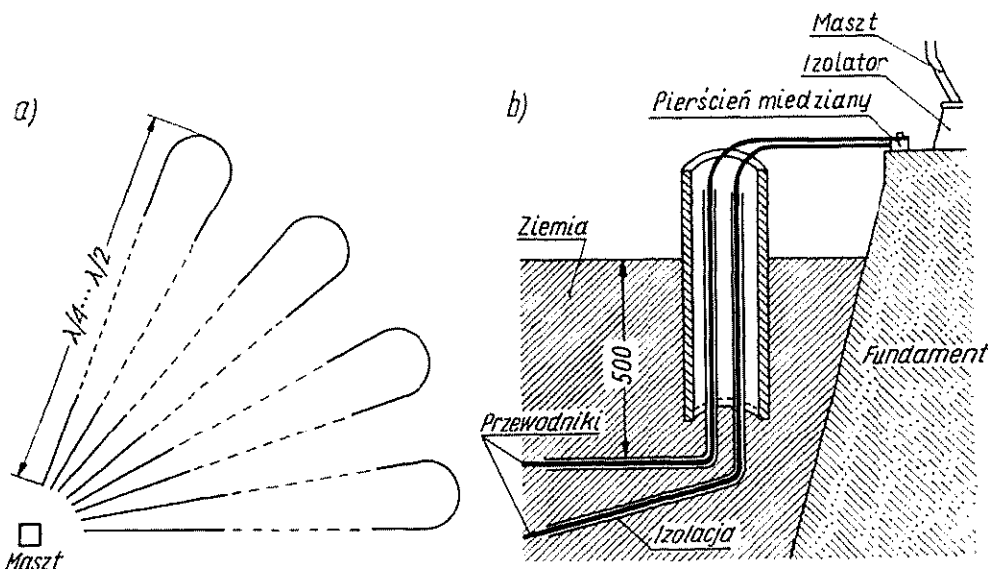 a)
λ/4... λ/2
Maszt
b)
Maszt
Izolator
Pierścień miedziany
Ziemia
500
Fundament
Przewodniki
Izolacja